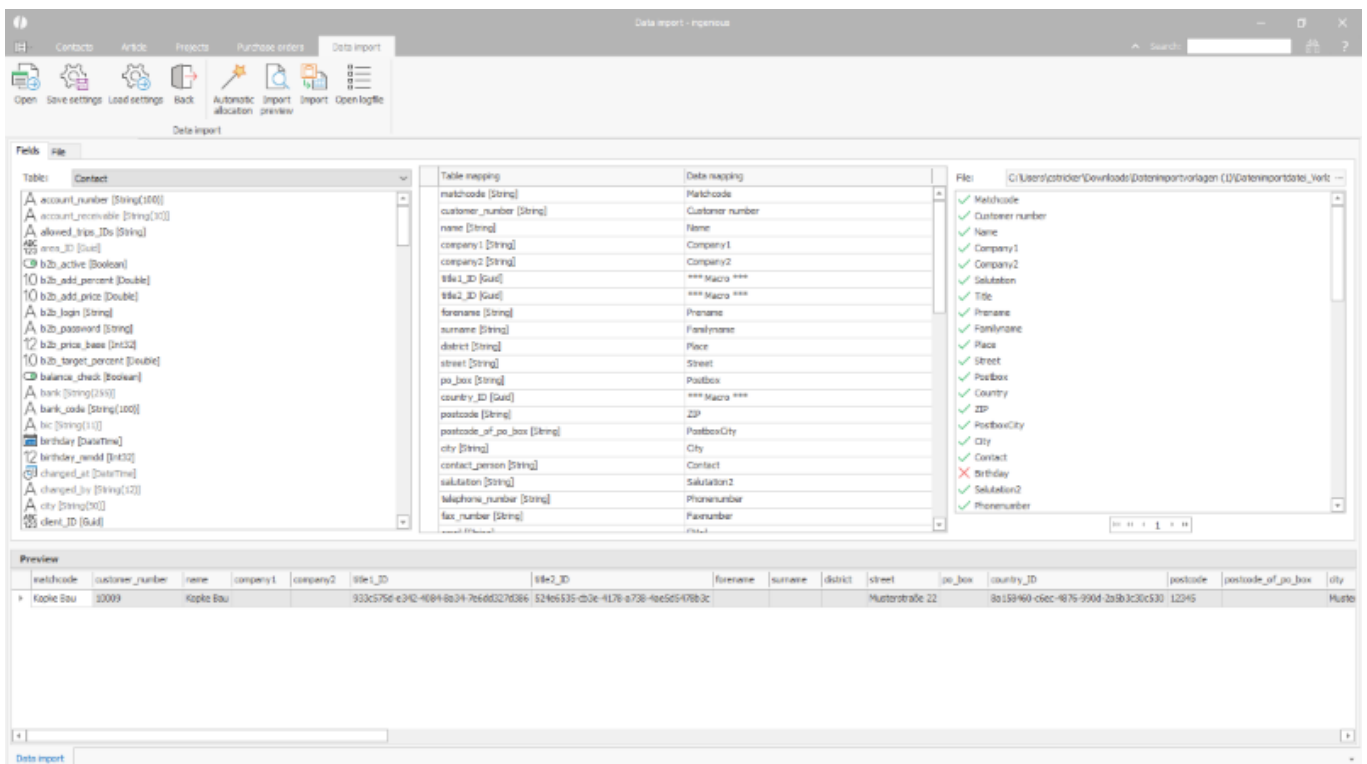 Data import - ingenious
Contacts Article Projects Purchase orders Data import
Search:
Open Save settings Load settings Back Automatic allocation Import preview Import Open logfile
Data import
Fields File
Table: Contact
account_number [String(100)]
account_receivable [String(10)]
allowed_trips_IDs [String]
area_ID [Guid]
b2b_active [Boolean]
b2b_add_percent [Double]
b2b_add_price [Double]
b2b_login [String]
b2b_password [String]
b2b_price_base [Int32]
b2b_target_percent [Double]
balance_check [Boolean]
bank [String(255)]
bank_code [String(100)]
bic [String(11)]
birthday [DateTime]
birthday_mmdd [Int32]
changed_at [DateTime]
changed_by [String(12)]
city [String(50)]
client_ID [Guid]
Table mapping Data mapping
matchcode [String] Matchcode
customer_number [String] Customer number
name [String] Name
company1 [String] Company1
company2 [String] Company2
title1_ID [Guid] *** Macro ***
title2_ID [Guid] *** Macro ***
forename [String] Prename
surname [String] Familyname
district [String] Place
street [String] Street
po_box [String] Postbox
country_ID [Guid] *** Macro ***
postcode [String] ZIP
postcode_of_po_box [String] PostboxCity
city [String] City
contact_person [String] Contact
salutation [String] Salutation2
telephone_number [String] Phonenumber
fax_number [String] Faxnumber
File: C:\Users\cstricker\Downloads\Datenimportvorlagen (1)\Datenimportdatei_Vorlc
Matchcode
Customer number
Name
Company1
Company2
Salutation
Title
Prename
Familyname
Place
Street
Postbox
Country
ZIP
PostboxCity
City
Contact
Birthday
Salutation2
Phonenumber
1
Preview
matchcode customer_number name company1 company2 title1_ID title2_ID forename surname district street po_box country_ID postcode postcode_of_po_box city
Kopke Bau 10009 Kopke Bau Musterstraße 22 12345 Muster
Data import